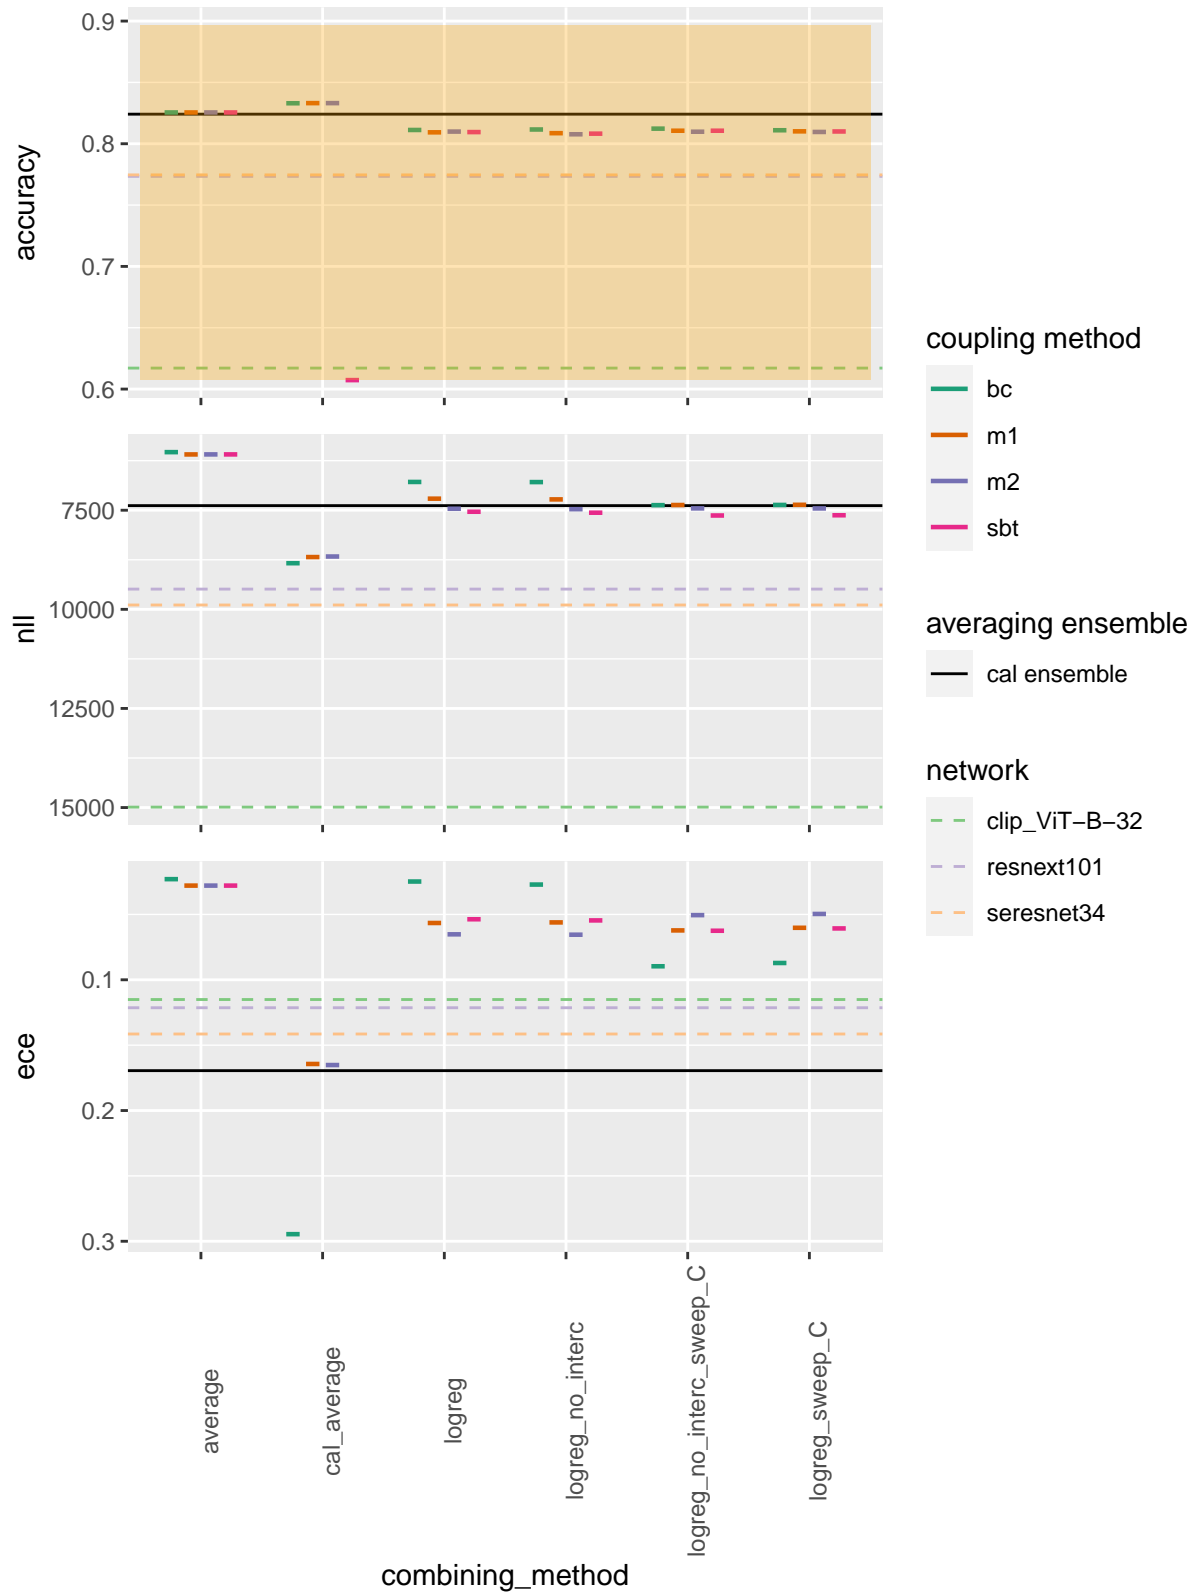 0.9
0.8
0.7
0.6
accuracy
7500
10000
12500
15000
nll
0.1
0.2
0.3
ece
average
cal_average
logreg
logreg_no_interc
logreg_no_interc_sweep_C
logreg_sweep_C
combining_method
coupling method
bc
m1
m2
sbt
averaging ensemble
cal ensemble
network
clip_ViT−B−32
resnext101
seresnet34